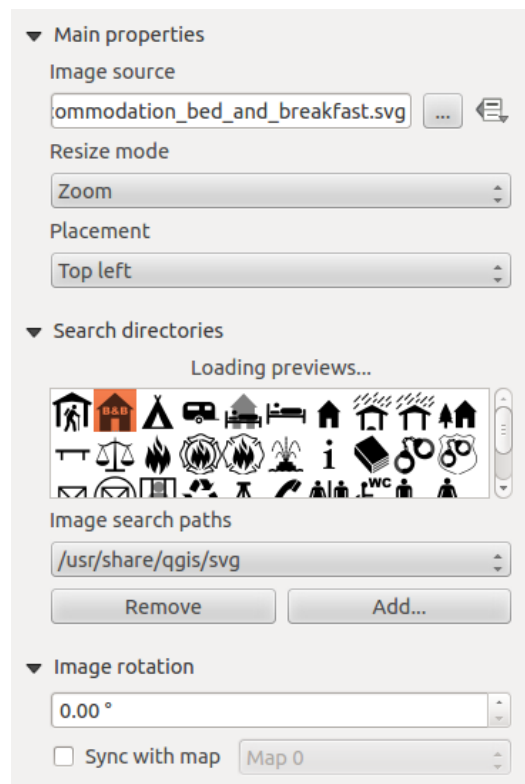 Main properties
Image source
ommodation_bed_and_breakfast.svg ...
Resize mode
Zoom
Placement
Top left
Search directories
Loading previews...
B&B
i
WC
Image search paths
/usr/share/qgis/svg
Remove Add...
Image rotation
0.00 °
Sync with map Map 0